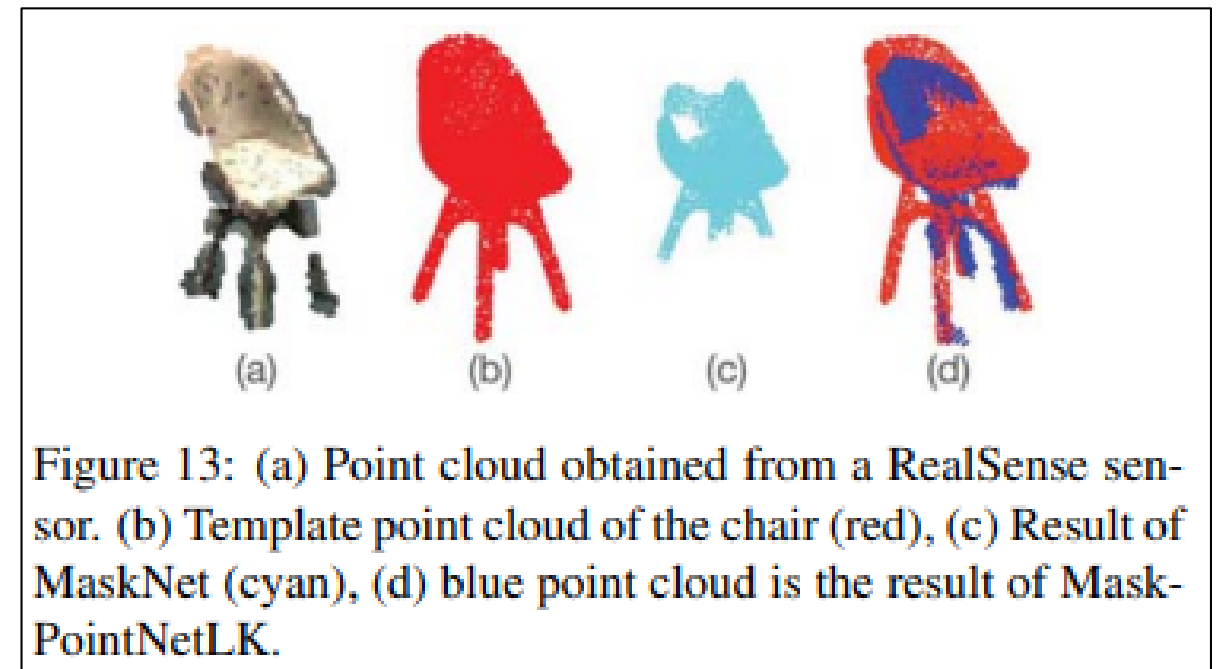 (a) (b) (c) (d)
Figure 13: (a) Point cloud obtained from a RealSense sen-
sor. (b) Template point cloud of the chair (red), (c) Result of
MaskNet (cyan), (d) blue point cloud is the result of Mask-
PointNetLK.